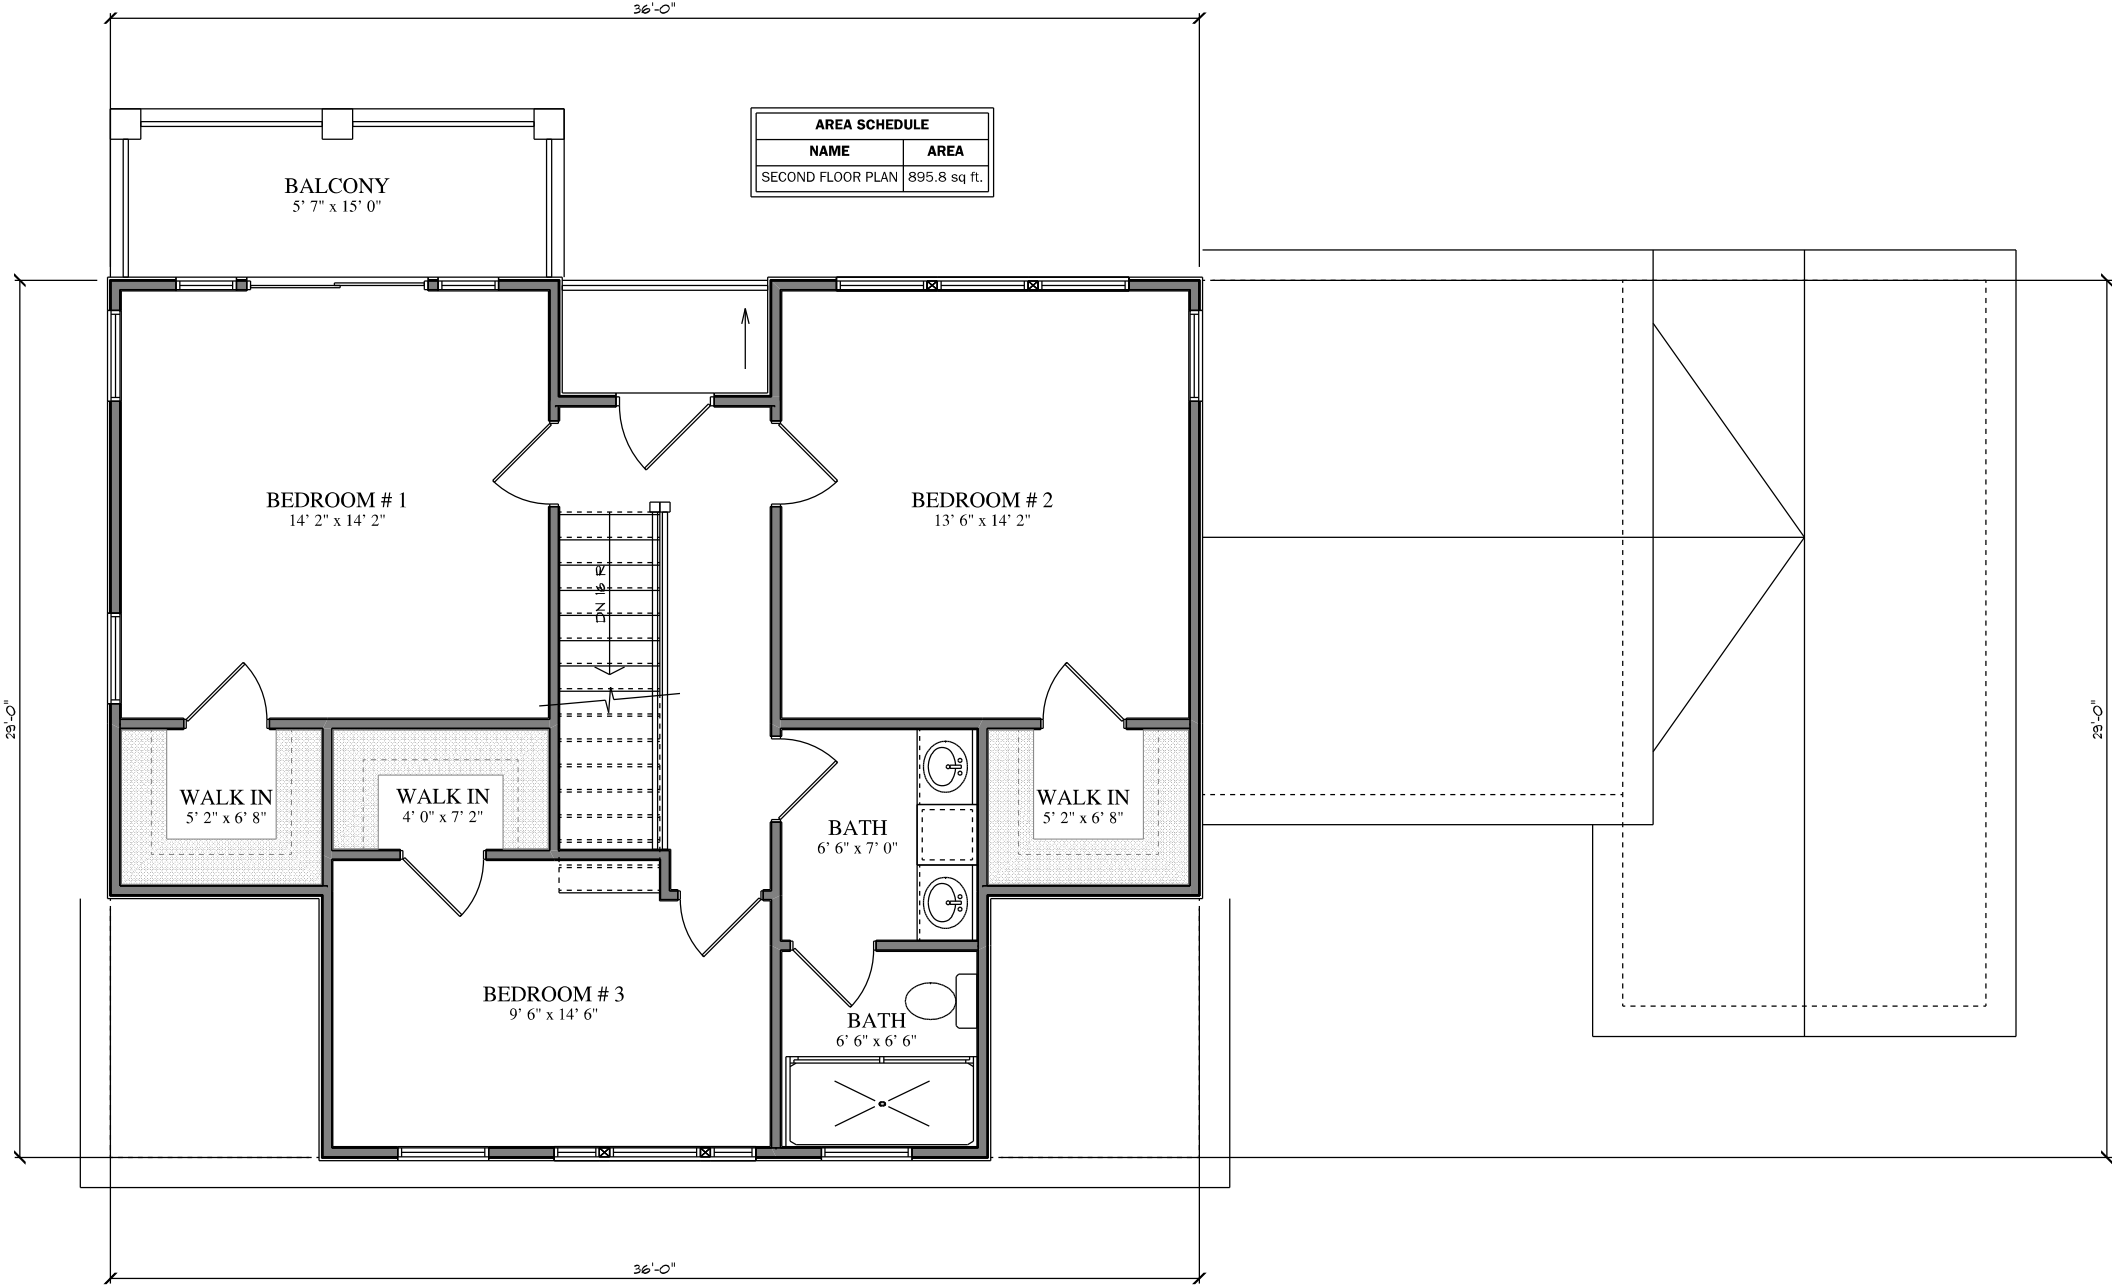 36'-0"
AREA SCHEDULE
NAME AREA
SECOND FLOOR PLAN 895.8 sq ft.
BALCONY
5' 7" x 15' 0"
BEDROOM # 1
14' 2" x 14' 2"
BEDROOM # 2
13' 6" x 14' 2"
DN 16 R
29'-0"
29'-0"
WALK IN
5' 2" x 6' 8"
WALK IN
4' 0" x 7' 2"
WALK IN
5' 2" x 6' 8"
BATH
6' 6" x 7' 0"
BEDROOM # 3
9' 6" x 14' 6"
BATH
6' 6" x 6' 6"
36'-0"